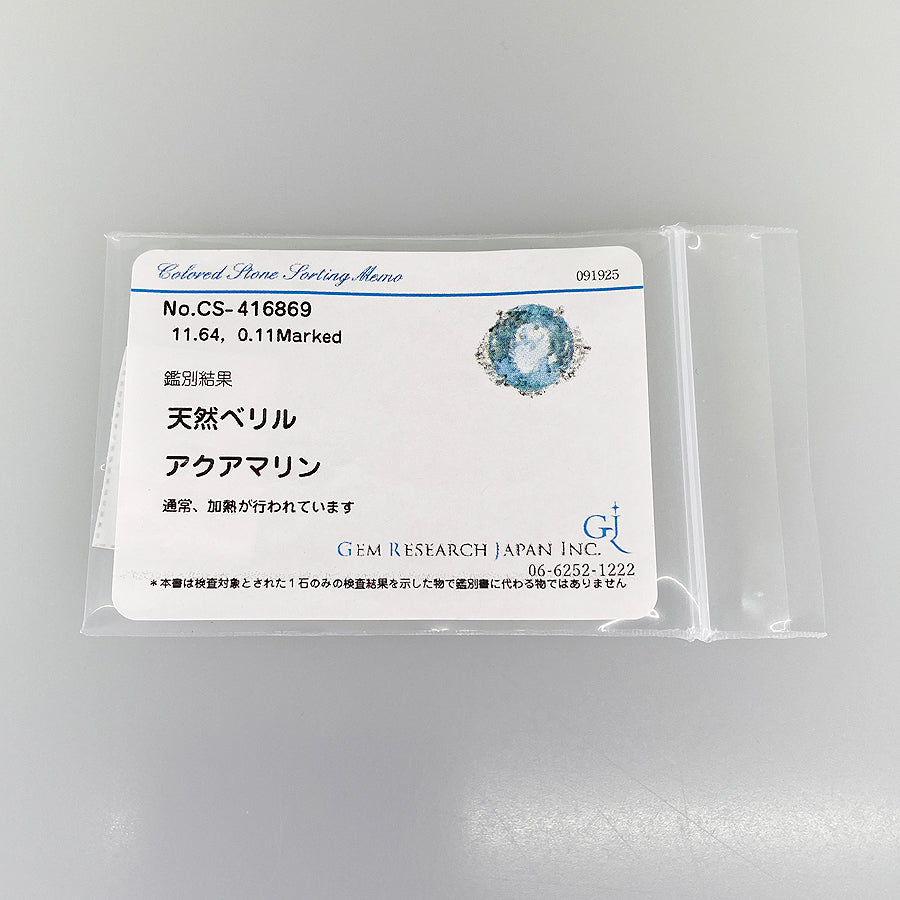 Colored Stone Sorting Memo
091925
No.CS-416869
11.64, 0.11Marked
鑑別結果
天然ベリル
アクアマリン
通常、加熱が行われています
GJR
GEM RESEARCH JAPAN INC.
06-6252-1222
*本書は検査対象とされた1石のみの検査結果を示した物で鑑別書に代わる物ではありません